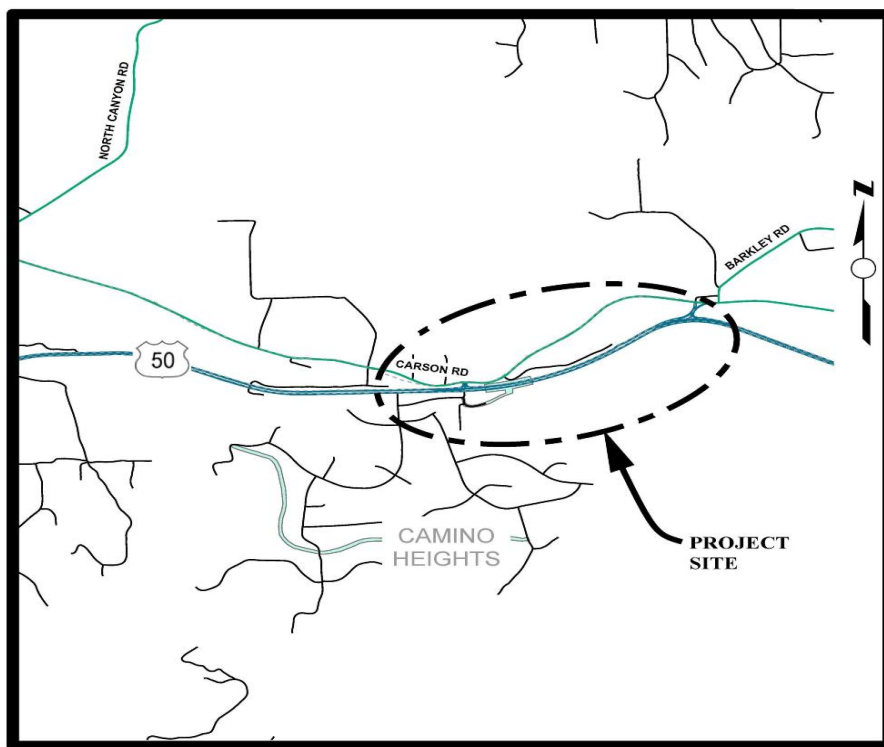 NORTH CANYON RD
BARKLEY RD
N
50
CARSON RD
CAMINO
HEIGHTS
PROJECT
SITE